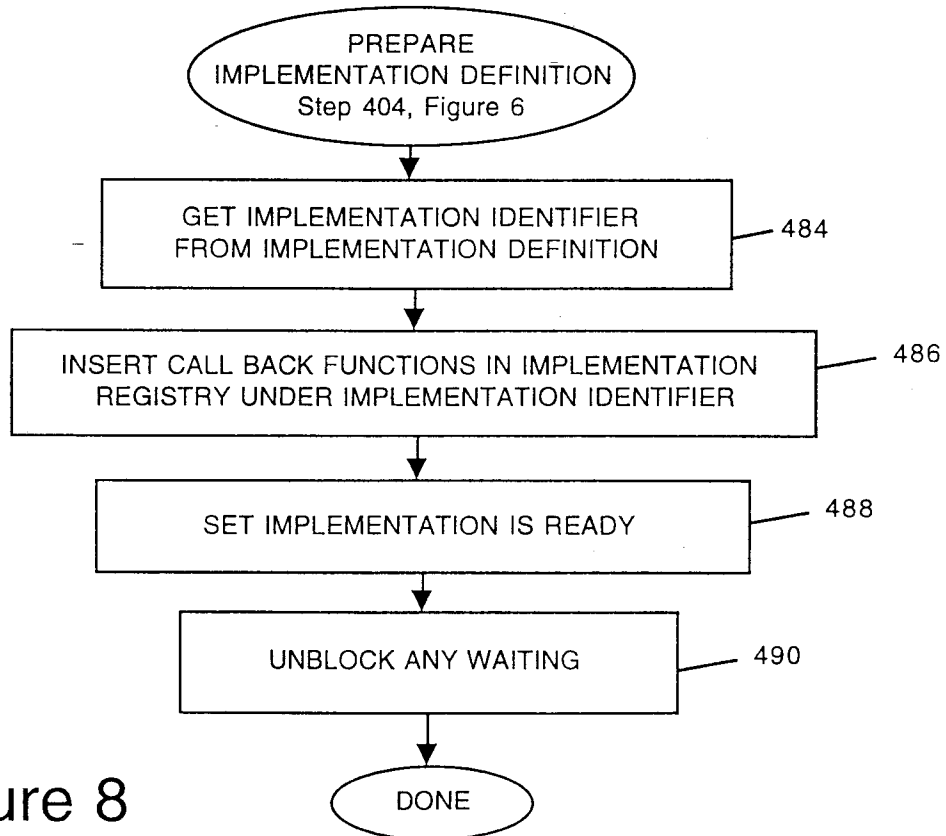 PREPARE
IMPLEMENTATION DEFINITION
Step 404, Figure 6
GET IMPLEMENTATION IDENTIFIER
FROM IMPLEMENTATION DEFINITION
484
INSERT CALL BACK FUNCTIONS IN IMPLEMENTATION
REGISTRY UNDER IMPLEMENTATION IDENTIFIER
486
SET IMPLEMENTATION IS READY
488
UNBLOCK ANY WAITING
490
DONE
ure 8